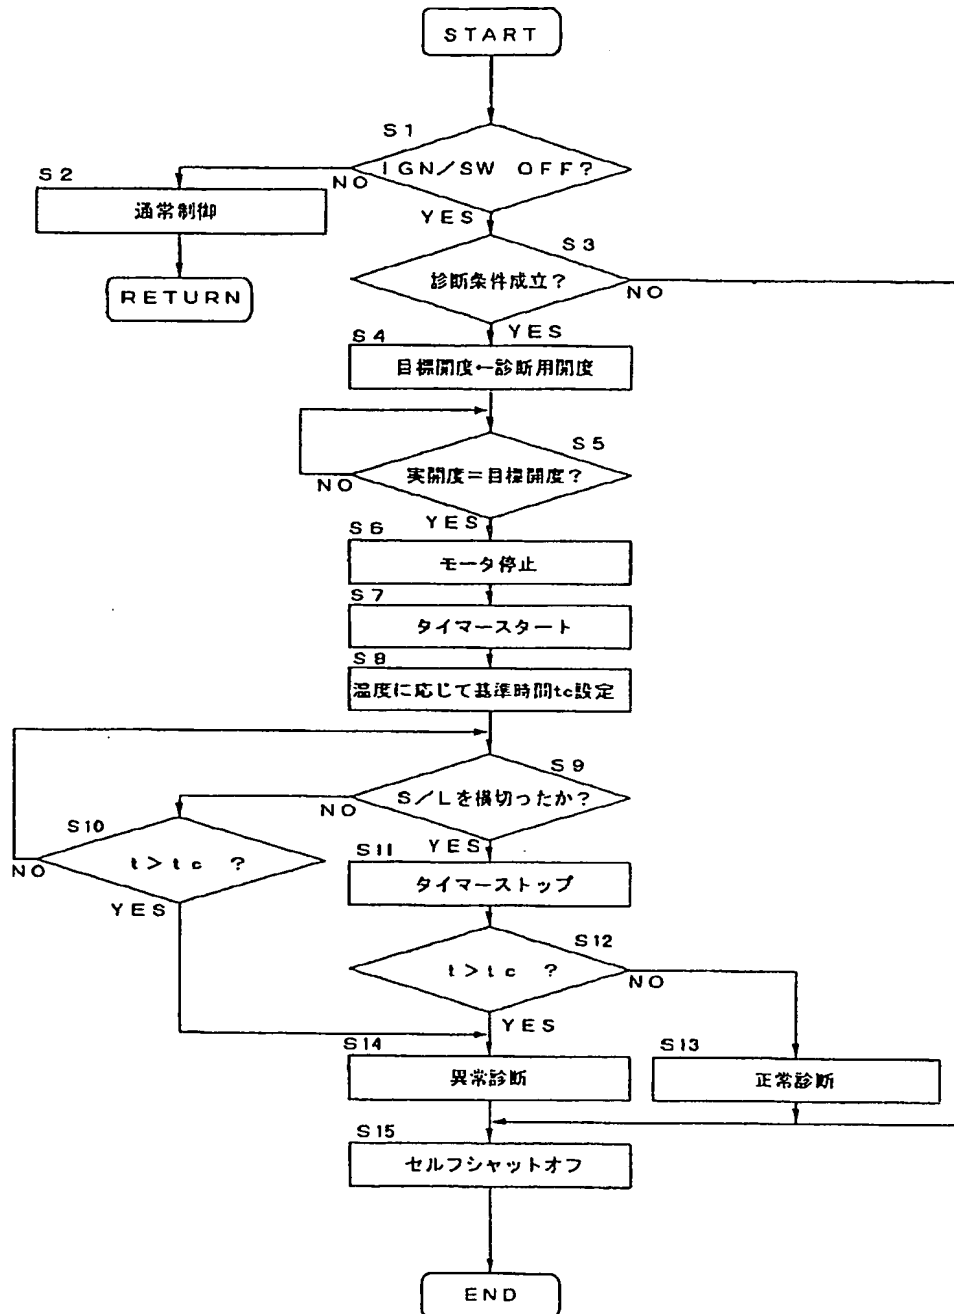 START
S1
IGN/SW OFF?
NO
YES
S2
通常制御
RETURN
S3
診断条件成立?
NO
YES
S4
目標開度←診断用開度
S5
実開度=目標開度?
NO
YES
S6
モータ停止
S7
タイマースタート
S8
温度に応じて基準時間tc設定
S9
S/Lを横切ったか?
NO
YES
S10
t>tc ?
NO
YES
S11
タイマーストップ
S12
t>tc ?
NO
YES
S13
正常診断
S14
異常診断
S15
セルフシャットオフ
END